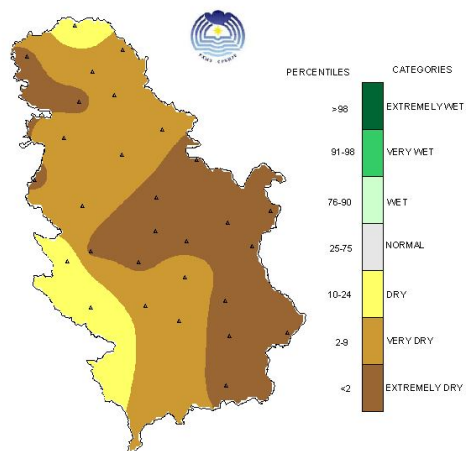 PERCENTILES
CATEGORIES
>98 EXTREMELY WET
91-98 VERY WET
76-90 WET
25-75 NORMAL
10-24 DRY
2-9 VERY DRY
<2 EXTREMELY DRY